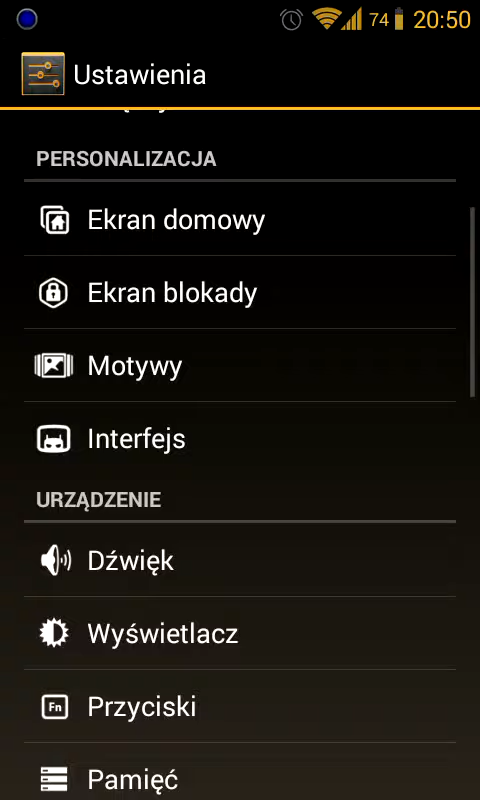 74 20:50
Ustawienia
PERSONALIZACJA
Ekran domowy
Ekran blokady
Motywy
Interfejs
URZĄDZENIE
Dźwięk
Wyświetlacz
Fn Przyciski
Pamięć